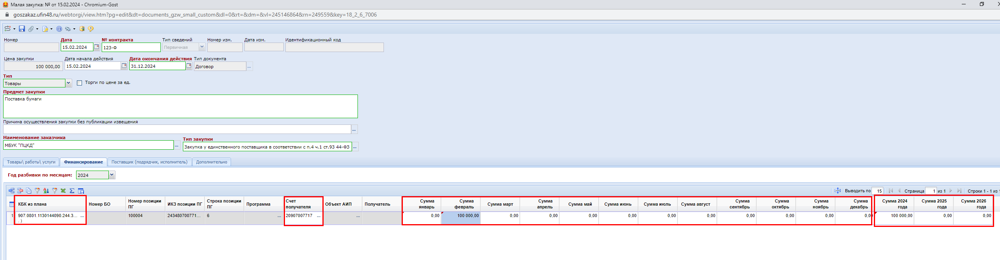 Малая закупка: № от 15.02.2024 - Chromium-Gost
goszakaz.ufin48.ru/webtorgi/view.htm?pg=edit&dt=documents_gzw_small_custom&dl=0&rt=&dm=&vl=245146864&rn=249559&key=18_2_6_7006
Номер Дата № контракта Тип сведений Номер изм. Дата изм. Идентификационный код
15.02.2024 123-Ф Первичная
Цена закупки Дата начала действия Дата окончания действия Тип документа
100 000,00 15.02.2024 31.12.2024 Договор ...
Тип
Товары Торги по цене за ед.
Предмет закупки
Поставка бумаги
Причина осуществления закупки без публикации извещения
...
Наименование заказчика Тип закупки
МБУК "ПЦКД" ... Закупка у единственного поставщика в соответствии с п.4 ч.1 ст.93 44-ФЗ ...
Товары\ работы\ услуги Финансирование Поставщик (подрядчик, исполнитель) Дополнительно
Год разбивки по месяцам: 2024
Выводить по 15 Страница 1 из 1 Строки 1 - 1 из
КБК из плана Номер БО Номер позиции ПГ ИКЗ позиции ПГ Строка позиции ПГ Программа Счет получателя Объект АИП Получатель Сумма январь Сумма февраль Сумма март Сумма апрель Сумма май Сумма июнь Сумма июль Сумма август Сумма сентябрь Сумма октябрь Сумма ноябрь Сумма декабрь Сумма 2024 года Сумма 2025 года Сумма 2026 года
1 907.0801.1130144090.244.3... ... 100004 243480700771... 6 ... 20907007717 ... ... 0,00 100 000,00 0,00 0,00 0,00 0,00 0,00 0,00 0,00 0,00 0,00 0,00 100 000,00 0,00 0,00
. )